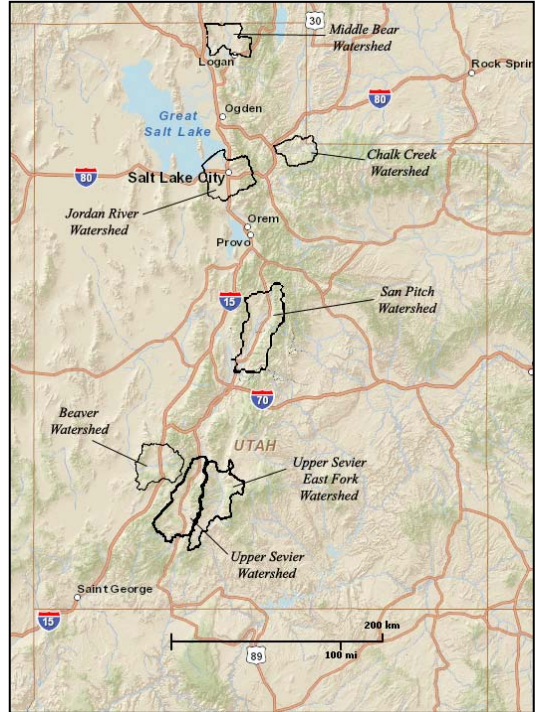 30
Middle Bear
Watershed
Logan
Rock Sprin
Ogden
80
Great
Salt Lake
Chalk Creek
Watershed
80
Salt Lake City
Jordan River
Watershed
Orem
Provo
15
San Pitch
Watershed
70
Beaver
Watershed
UTAH
Upper Sevier
East Fork
Watershed
Upper Sevier
Watershed
Saint George
15
200 km
100 mi
89